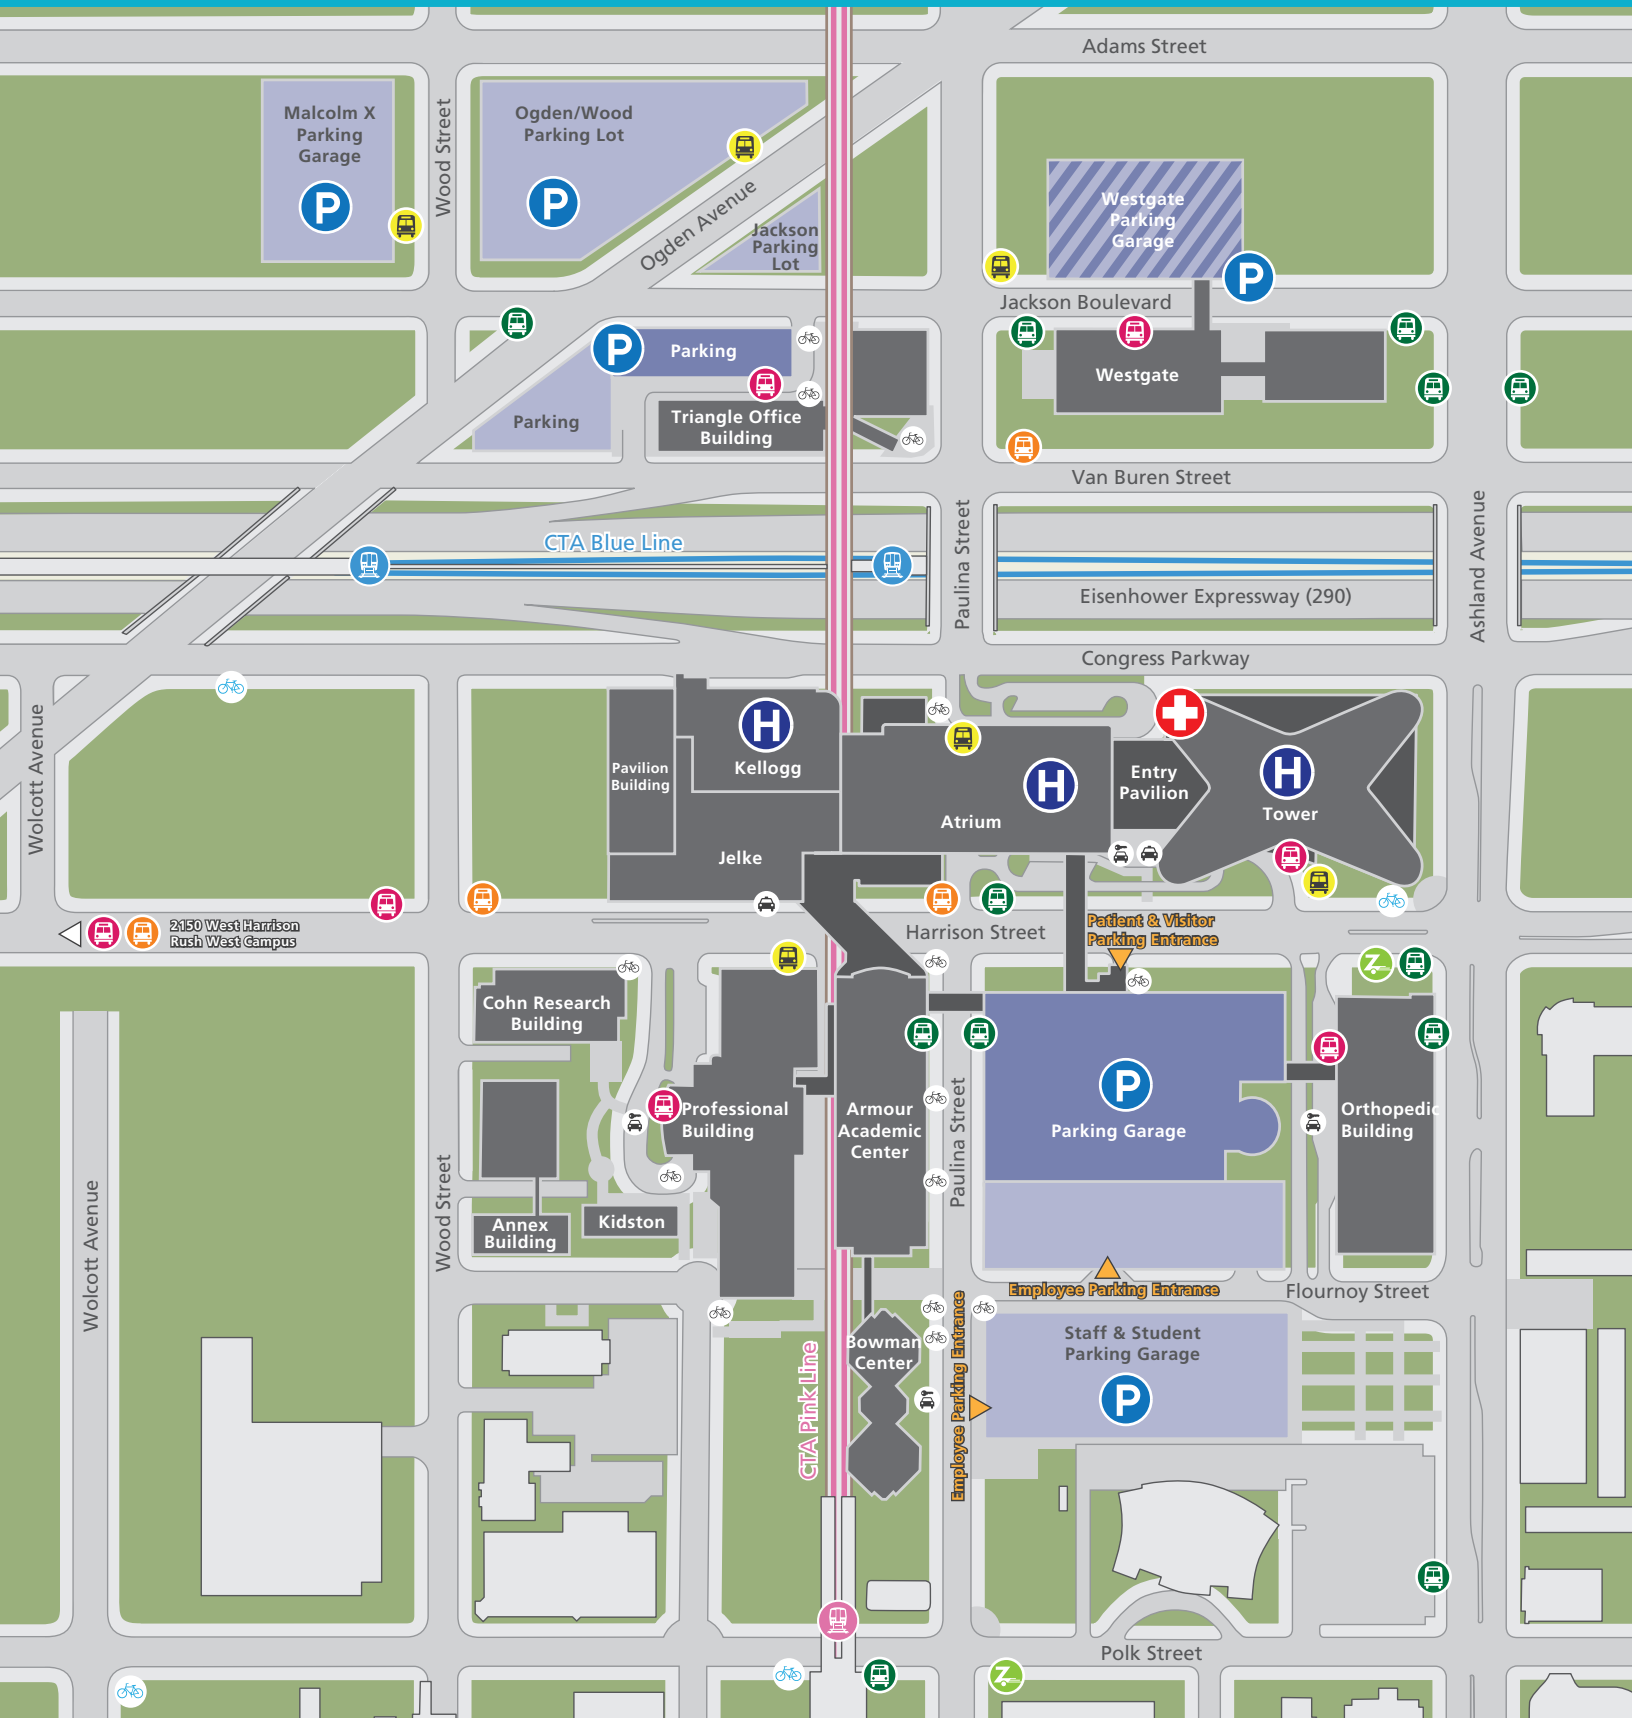 Adams Street
Malcolm X
Parking
Garage
P
Wood Street
Ogden/Wood
Parking Lot
P
Ogden Avenue
Jackson
Parking
Lot
Westgate
Parking
Garage
P
Jackson Boulevard
P
Parking
Parking
Triangle Office
Building
Westgate
Van Buren Street
CTA Blue Line
Paulina Street
Ashland Avenue
Eisenhower Expressway (290)
Congress Parkway
Wolcott Avenue
Pavilion
Building
H
Kellogg
Jelke
H
Atrium
Entry
Pavilion
H
Tower
2150 West Harrison
Rush West Campus
Harrison Street
Patient & Visitor
Parking Entrance
Z
Cohn Research
Building
Professional
Building
Armour
Academic
Center
Paulina Street
P
Parking Garage
Orthopedic
Building
Wolcott Avenue
Wood Street
Annex
Building
Kidston
Employee Parking Entrance
Flournoy Street
CTA Pink Line
Bowman
Center
Employee Parking Entrance
Staff & Student
Parking Garage
P
Polk Street
Z